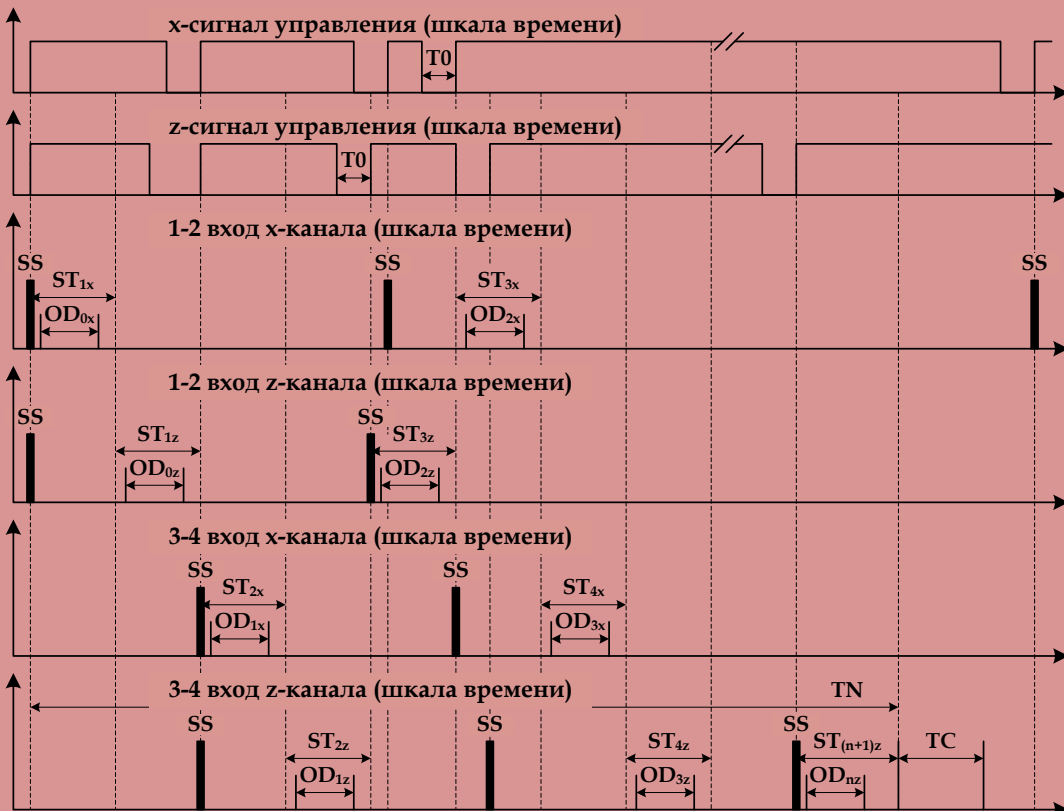 x-сигнал управления (шкала времени)
T0
z-сигнал управления (шкала времени)
T0
1-2 вход x-канала (шкала времени)
SS SS SS
ST1x ST3x
OD0x OD2x
1-2 вход z-канала (шкала времени)
SS SS
ST1z ST3z
OD0z OD2z
3-4 вход x-канала (шкала времени)
SS SS
ST2x ST4x
OD1x OD3x
3-4 вход z-канала (шкала времени)
TN
SS SS SS
ST2z ST4z ST(n+1)z TC
OD1z OD3z ODnz